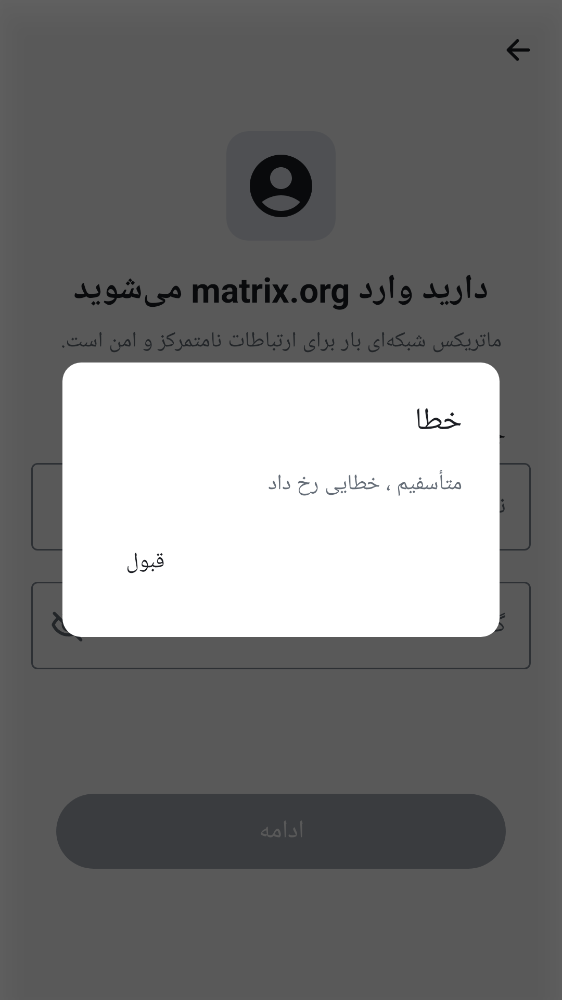 دارید وارد matrix.org می‌شوید
ماتریکس شبکه‌ای باز برای ارتباطات نامتمرکز و امن است.
خطا
متأسفیم ، خطایی رخ داد
قبول
ادامه